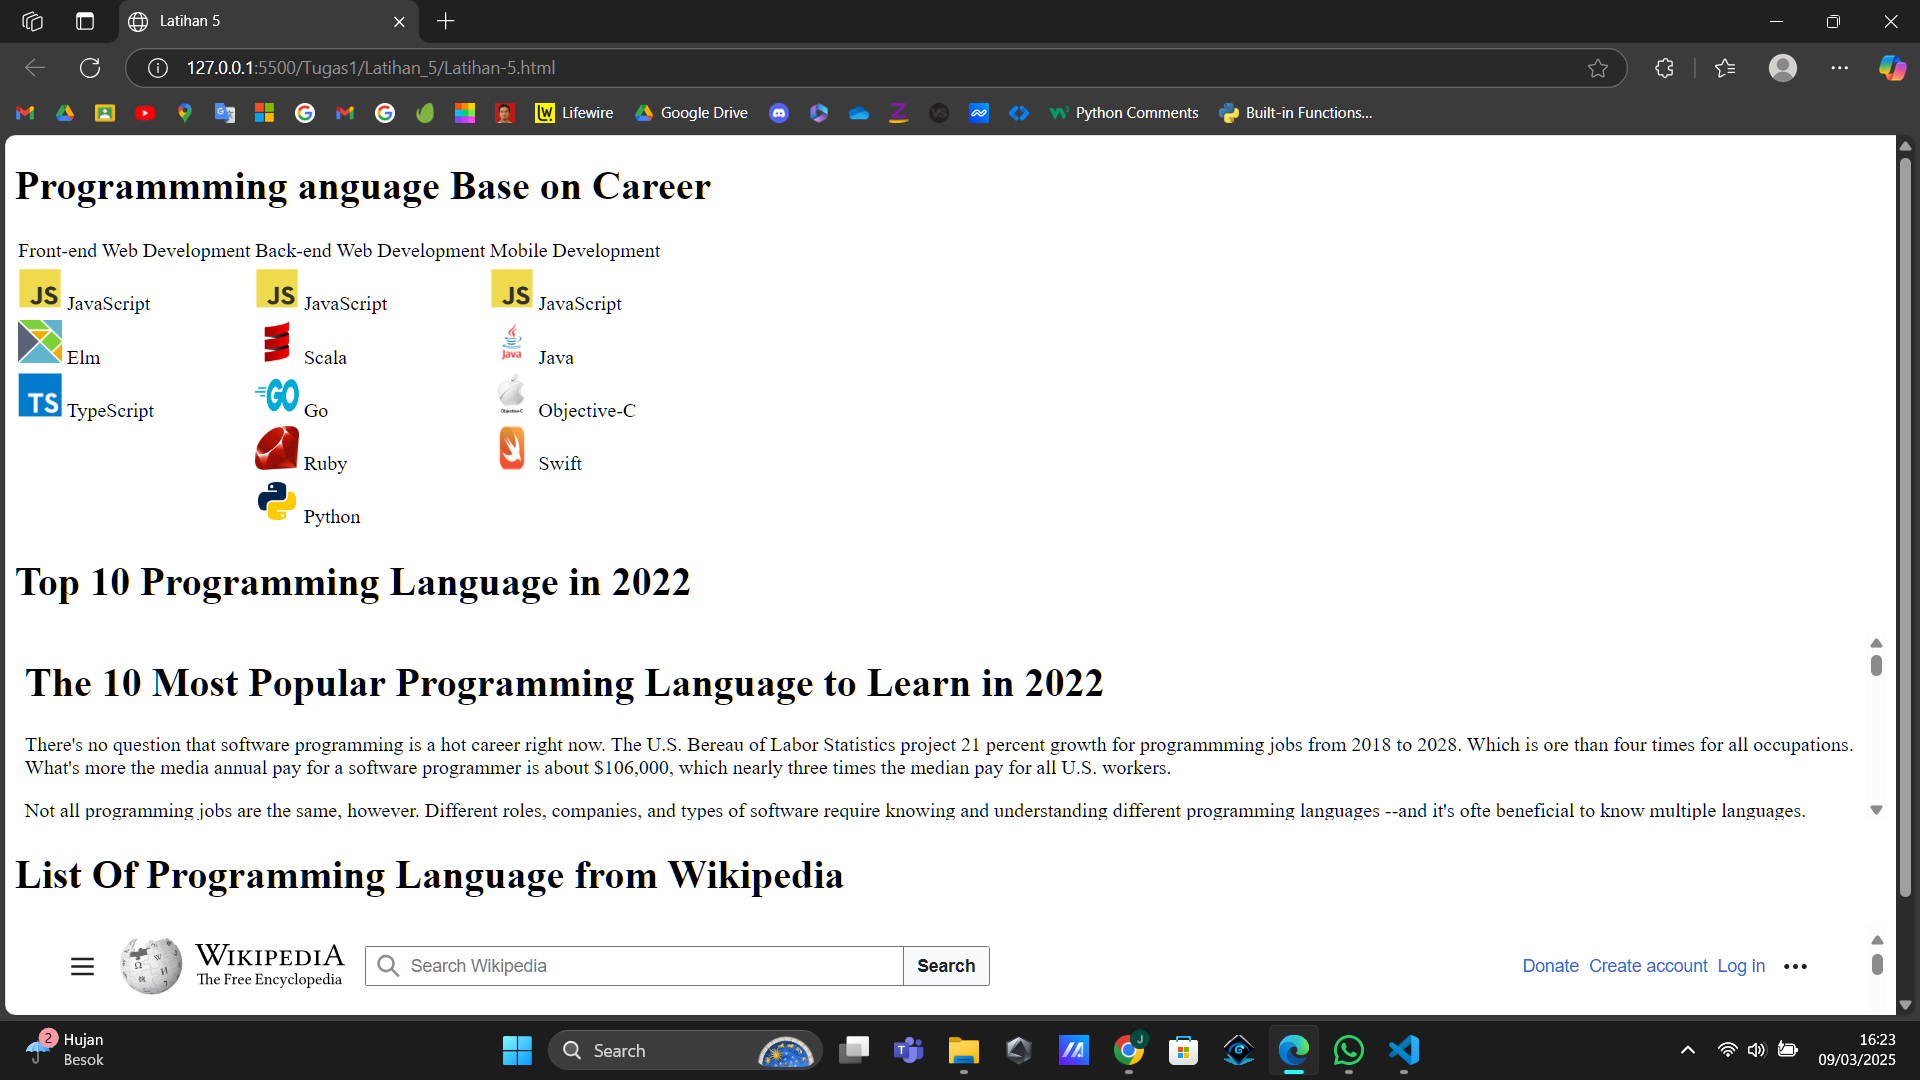 Latihan 5
127.0.0.1:5500/Tugas1/Latihan_5/Latihan-5.html
Lifewire
Google Drive
Python Comments
Built-in Functions...
Programmming anguage Base on Career
Front-end Web Development Back-end Web Development Mobile Development
JS JavaScript JS JavaScript JS JavaScript
Elm Scala Java Java
TS TypeScript GO Go Objective-C Objective-C
Ruby Swift
Python
Top 10 Programming Language in 2022
The 10 Most Popular Programming Language to Learn in 2022
There's no question that software programming is a hot career right now. The U.S. Bereau of Labor Statistics project 21 percent growth for programmming jobs from 2018 to 2028. Which is ore than four times for all occupations.
What's more the media annual pay for a software programmer is about $106,000, which nearly three times the median pay for all U.S. workers.
Not all programming jobs are the same, however. Different roles, companies, and types of software require knowing and understanding different programming languages --and it's ofte beneficial to know multiple languages.
List Of Programming Language from Wikipedia
WIKIPEDIA
The Free Encyclopedia
Search Wikipedia
Search
Donate Create account Log in
2
Hujan
Besok
Search
16:23
09/03/2025